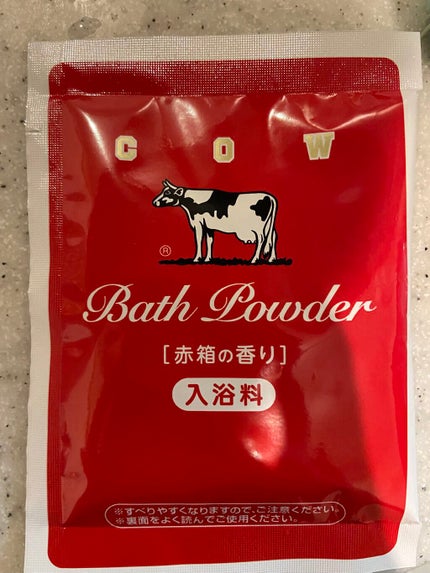 COW
®
Bath Powder
[赤箱の香り]
入浴料
※すべりやすくなりますので、ご注意ください。
※裏面をよく読んでご使用ください。